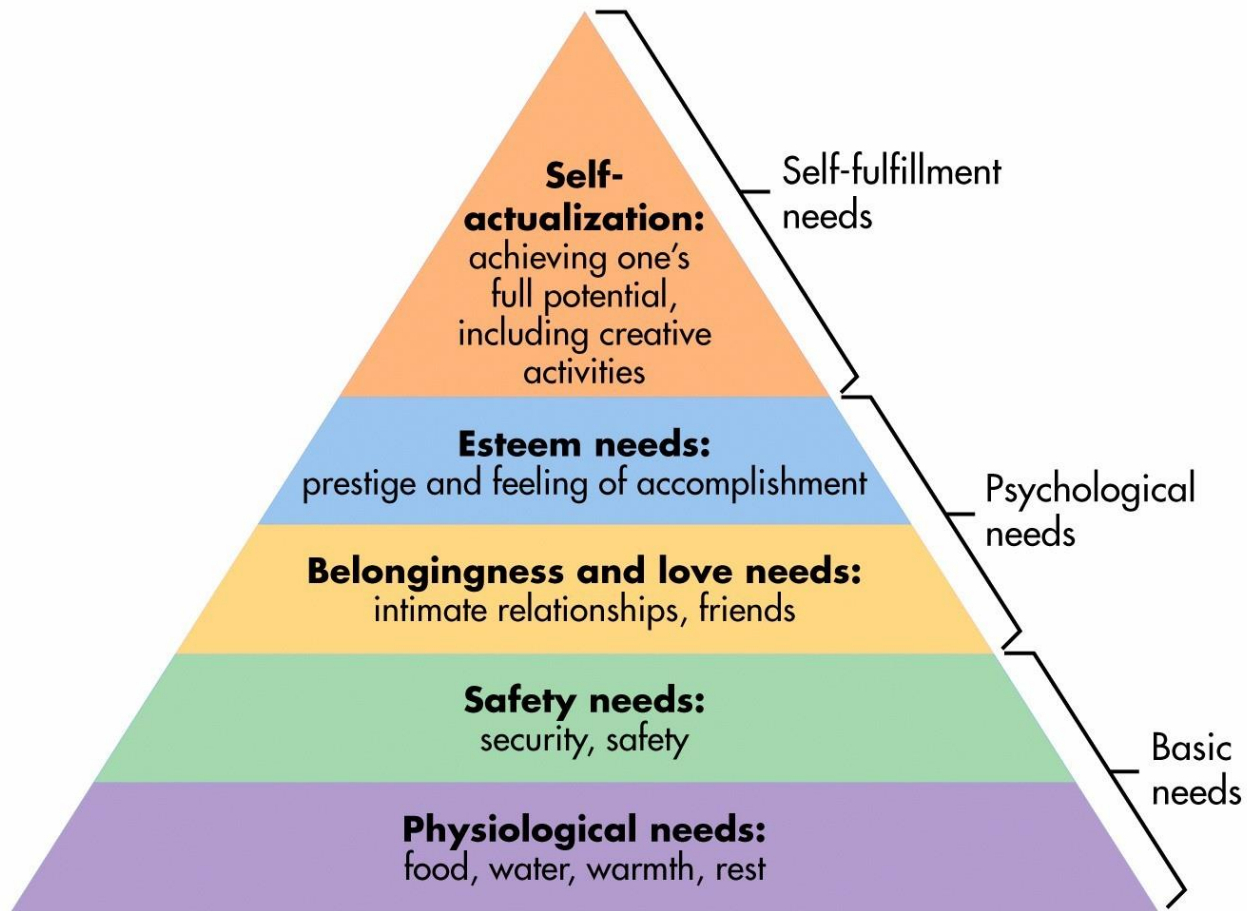 Self-
actualization:
achieving one's
full potential,
including creative
activities
Self-fulfillment
needs
Esteem needs:
prestige and feeling of accomplishment
Psychological
needs
Belongingness and love needs:
intimate relationships, friends
Safety needs:
security, safety
Basic
needs
Physiological needs:
food, water, warmth, rest